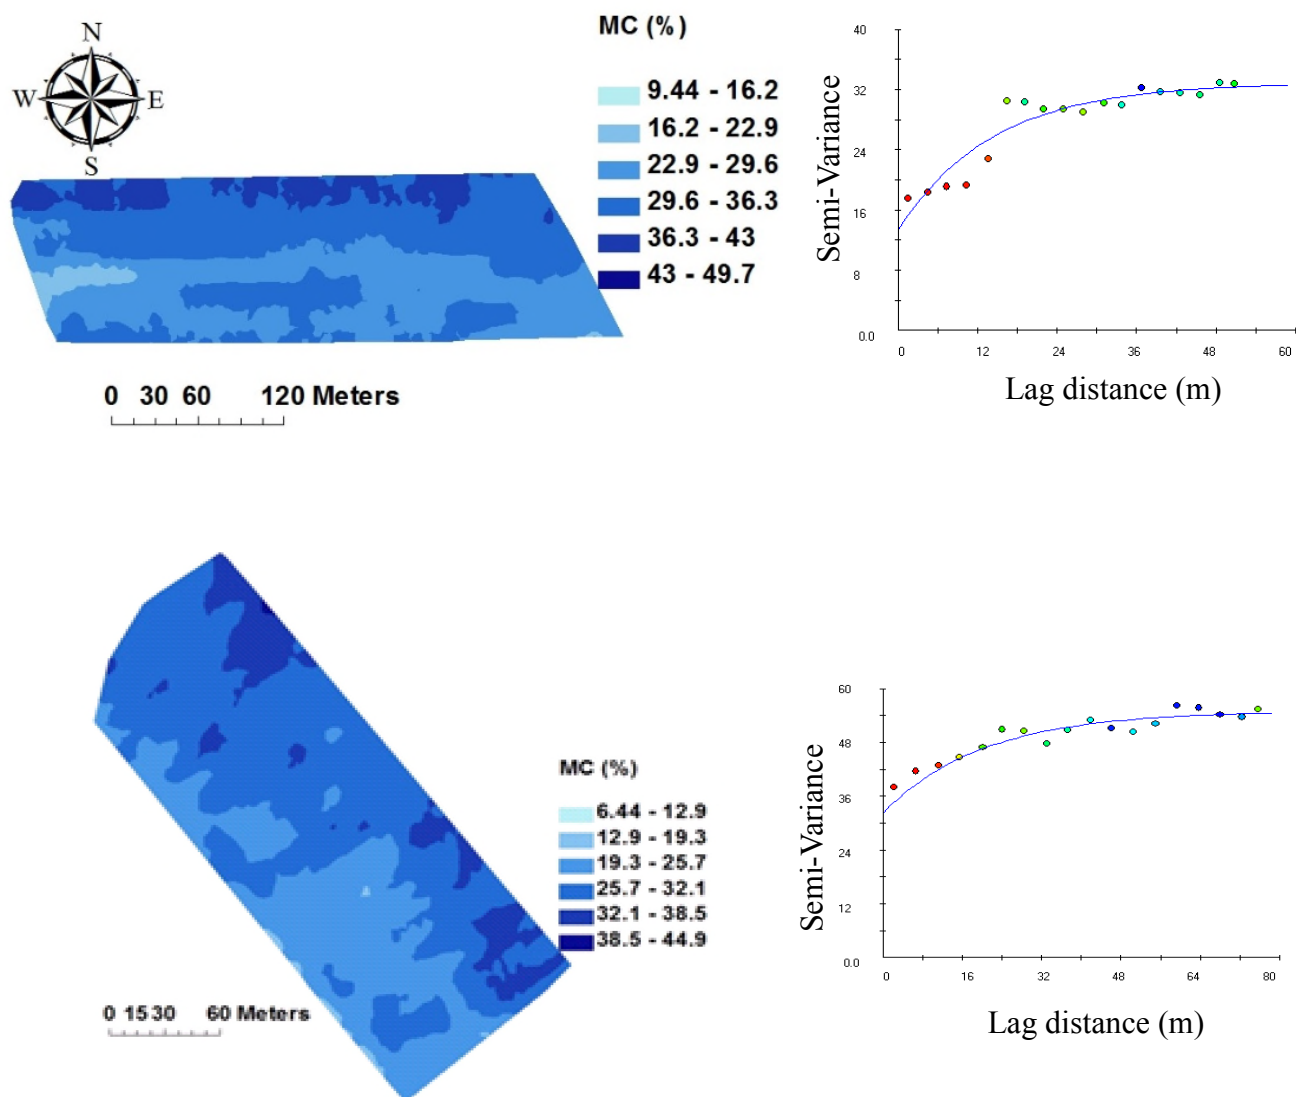 N
W E
S
MC (%)
9.44 - 16.2
16.2 - 22.9
22.9 - 29.6
29.6 - 36.3
36.3 - 43
43 - 49.7
0 30 60 120 Meters
Semi-Variance
40
32
24
16
8
0.0
0 12 24 36 48 60
Lag distance (m)
MC (%)
6.44 - 12.9
12.9 - 19.3
19.3 - 25.7
25.7 - 32.1
32.1 - 38.5
38.5 - 44.9
0 15 30 60 Meters
Semi-Variance
60
48
36
24
12
0.0
0 16 32 48 64 80
Lag distance (m)